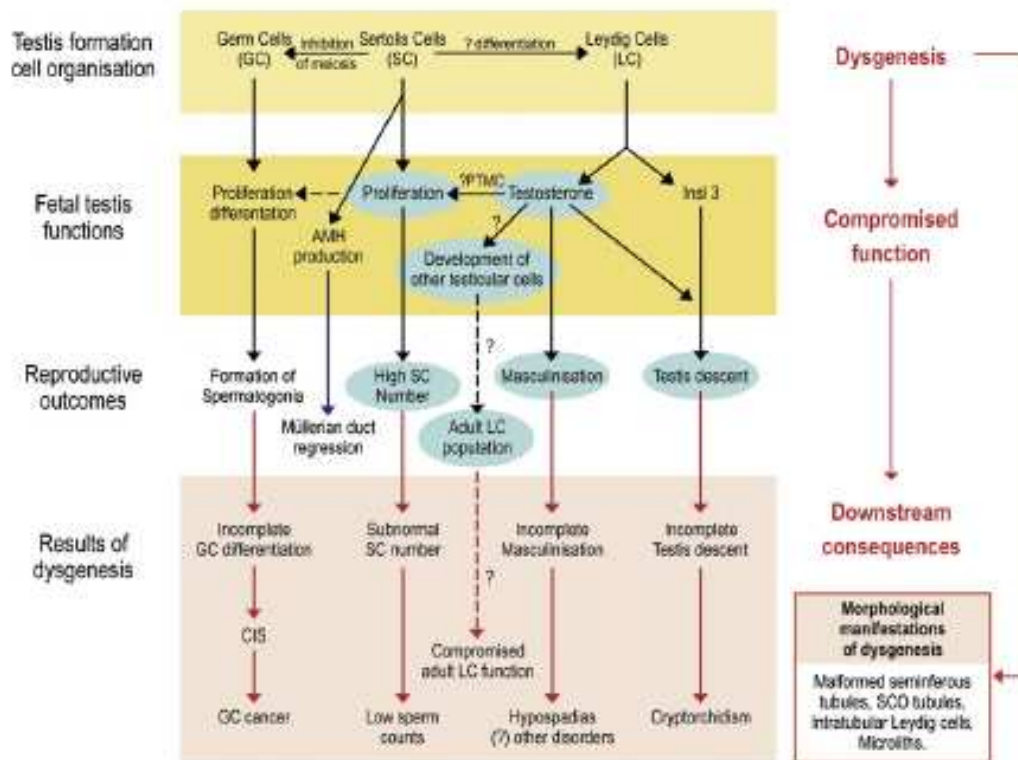 Testis formation
cell organisation
Germ Cells
(GC)
Inhibition
of meiosis
Sertolis Cells
(SC)
? differentiation
Leydig Cells
(LC)
Dysgenesis
Fetal testis
functions
Proliferation
differentation
Proliferation
?PTMC
Testosterone
Insl 3
?
AMH
production
Development of
other testicular cells
Compromised
function
?
Reproductive
outcomes
Formation of
Spermatogonia
High SC
Number
Masculinisation
Testis descent
Müllerian duct
regression
Adult LC
population
Results of
dysgenesis
Incomplete
GC differentiation
Subnormal
SC number
Incomplete
Masculinisation
Incomplete
Testis descent
Downstream
consequences
?
CIS
Compromised
adult LC function
GC cancer
Low sperm
counts
Hypospadias
(?) other disorders
Cryptorchidism
Morphological
manifestations
of dysgenesis
Malformed seminferous
tubules, SCO tubules,
Intratubular Leydig cells,
Microliths.